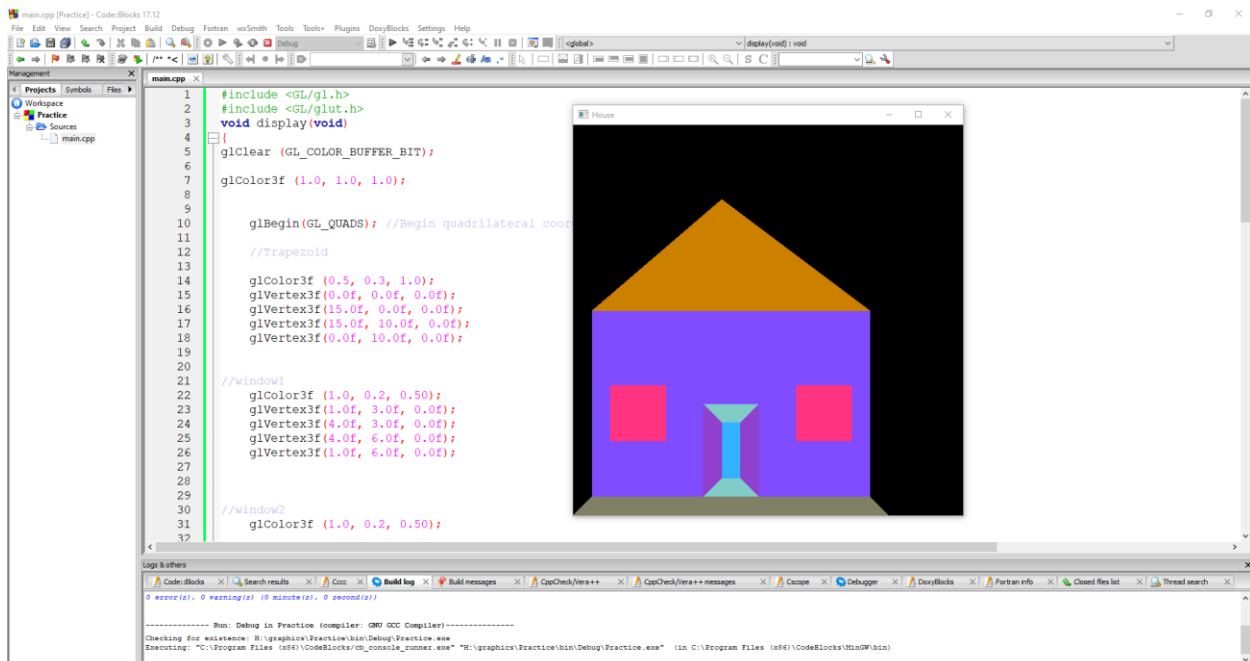 main.cpp [Practice] - Code::Blocks 17.12
File Edit View Search Project Build Debug Fortran wxSmith Tools Tools+ Plugins DoxyBlocks Settings Help
Debug
<global>
display(void) : void
/** *<
S C
Management
Projects Symbols Files
Workspace
Practice
Sources
main.cpp
main.cpp
1 #include <GL/gl.h>
2 #include <GL/glut.h>
3 void display(void)
4 {
5 glClear (GL_COLOR_BUFFER_BIT);
6
7 glColor3f (1.0, 1.0, 1.0);
8
9
10 glBegin(GL_QUADS); //Begin quadrilateral coor
11
12 //Trapezoid
13
14 glColor3f (0.5, 0.3, 1.0);
15 glVertex3f(0.0f, 0.0f, 0.0f);
16 glVertex3f(15.0f, 0.0f, 0.0f);
17 glVertex3f(15.0f, 10.0f, 0.0f);
18 glVertex3f(0.0f, 10.0f, 0.0f);
19
20
21 //window1
22 glColor3f (1.0, 0.2, 0.50);
23 glVertex3f(1.0f, 3.0f, 0.0f);
24 glVertex3f(4.0f, 3.0f, 0.0f);
25 glVertex3f(4.0f, 6.0f, 0.0f);
26 glVertex3f(1.0f, 6.0f, 0.0f);
27
28
29
30 //window2
31 glColor3f (1.0, 0.2, 0.50);
32
House
Logs & others
Code::Blocks Search results Cccc Build log Build messages CppCheck/Vera++ CppCheck/Vera++ messages Cscope Debugger DoxyBlocks Fortran info Closed files list Thread search
0 error(s), 0 warning(s) (0 minute(s), 0 second(s))
-------------- Run: Debug in Practice (compiler: GNU GCC Compiler)---------------
Checking for existence: H:\graphics\Practice\bin\Debug\Practice.exe
Executing: "C:\Program Files (x86)\CodeBlocks/cb_console_runner.exe" "H:\graphics\Practice\bin\Debug\Practice.exe" (in C:\Program Files (x86)\CodeBlocks\MinGW\bin)